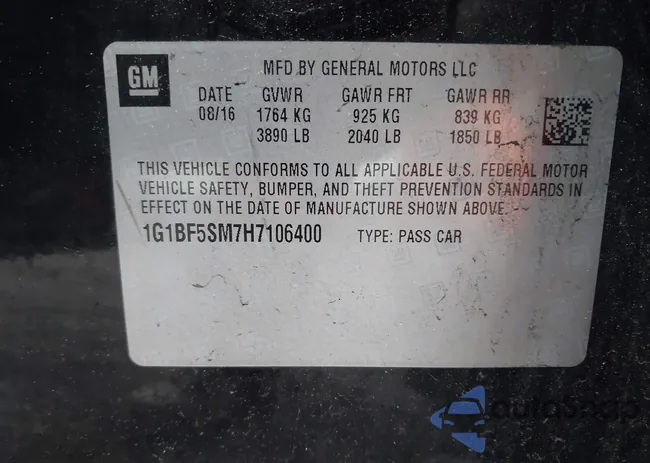 GM
MFD BY GENERAL MOTORS LLC
DATE GVWR GAWR FRT GAWR RR
08/16 1764 KG 925 KG 839 KG
3890 LB 2040 LB 1850 LB
THIS VEHICLE CONFORMS TO ALL APPLICABLE U.S. FEDERAL MOTOR
VEHICLE SAFETY, BUMPER, AND THEFT PREVENTION STANDARDS IN
EFFECT ON THE DATE OF MANUFACTURE SHOWN ABOVE.
1G1BF5SM7H7106400 TYPE: PASS CAR